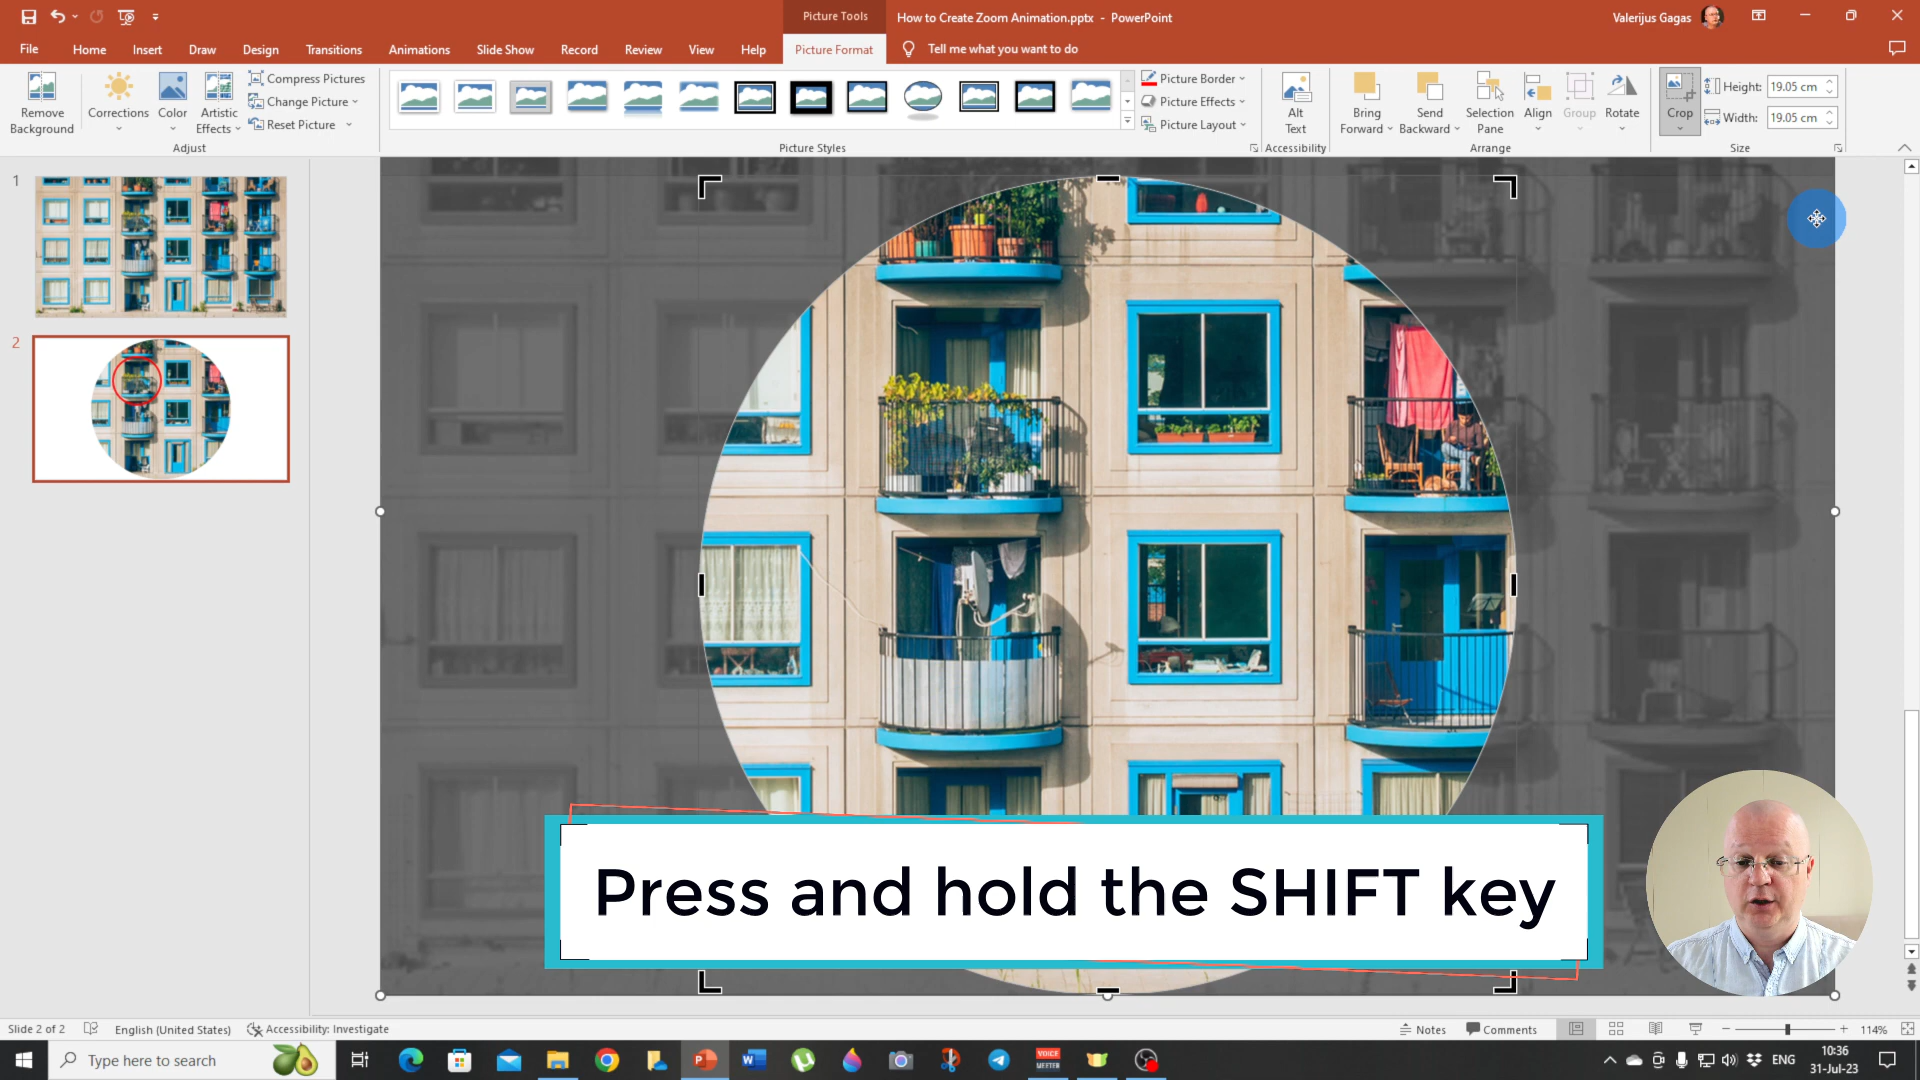 Picture Tools
How to Create Zoom Animation.pptx - PowerPoint
Valerijus Gagas
File Home Insert Draw Design Transitions Animations Slide Show Record Review View Help Picture Format Tell me what you want to do
Remove Background
Corrections
Color
Artistic Effects
Compress Pictures
Change Picture
Reset Picture
Adjust
Picture Styles
Picture Border
Picture Effects
Picture Layout
Alt Text
Accessibility
Bring Forward
Send Backward
Selection Pane
Align
Group
Rotate
Arrange
Crop
Height: 19.05 cm
Width: 19.05 cm
Size
1
2
Press and hold the SHIFT key
Slide 2 of 2 English (United States) Accessibility: Investigate
Notes Comments 114%
Type here to search
VOICE
MEETER
ENG
10:36
31-Jul-23